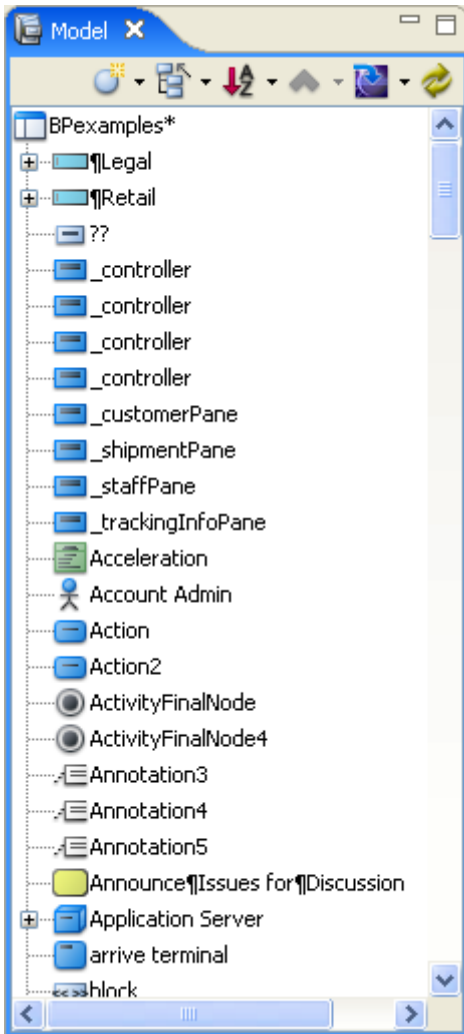 Model
BPexamples*
¶Legal
¶Retail
??
_controller
_controller
_controller
_controller
_customerPane
_shipmentPane
_staffPane
_trackingInfoPane
Acceleration
Account Admin
Action
Action2
ActivityFinalNode
ActivityFinalNode4
Annotation3
Annotation4
Annotation5
Announce¶Issues for¶Discussion
Application Server
arrive terminal
block